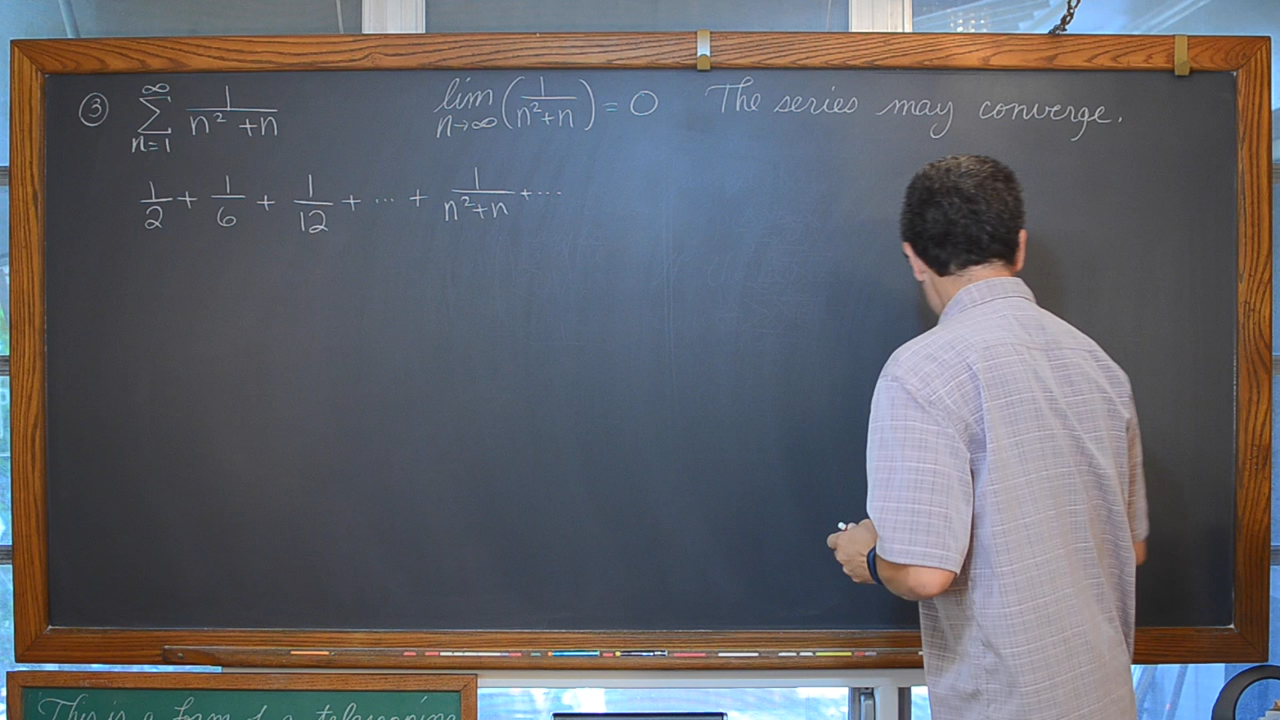 ③ ∑_{n=1}^{∞} 1/(n² + n) lim_{n→∞} (1/(n²+n)) = 0 The series may converge.
1/2 + 1/6 + 1/12 + ... + 1/(n²+n) + ...
This is a form of a telescoping